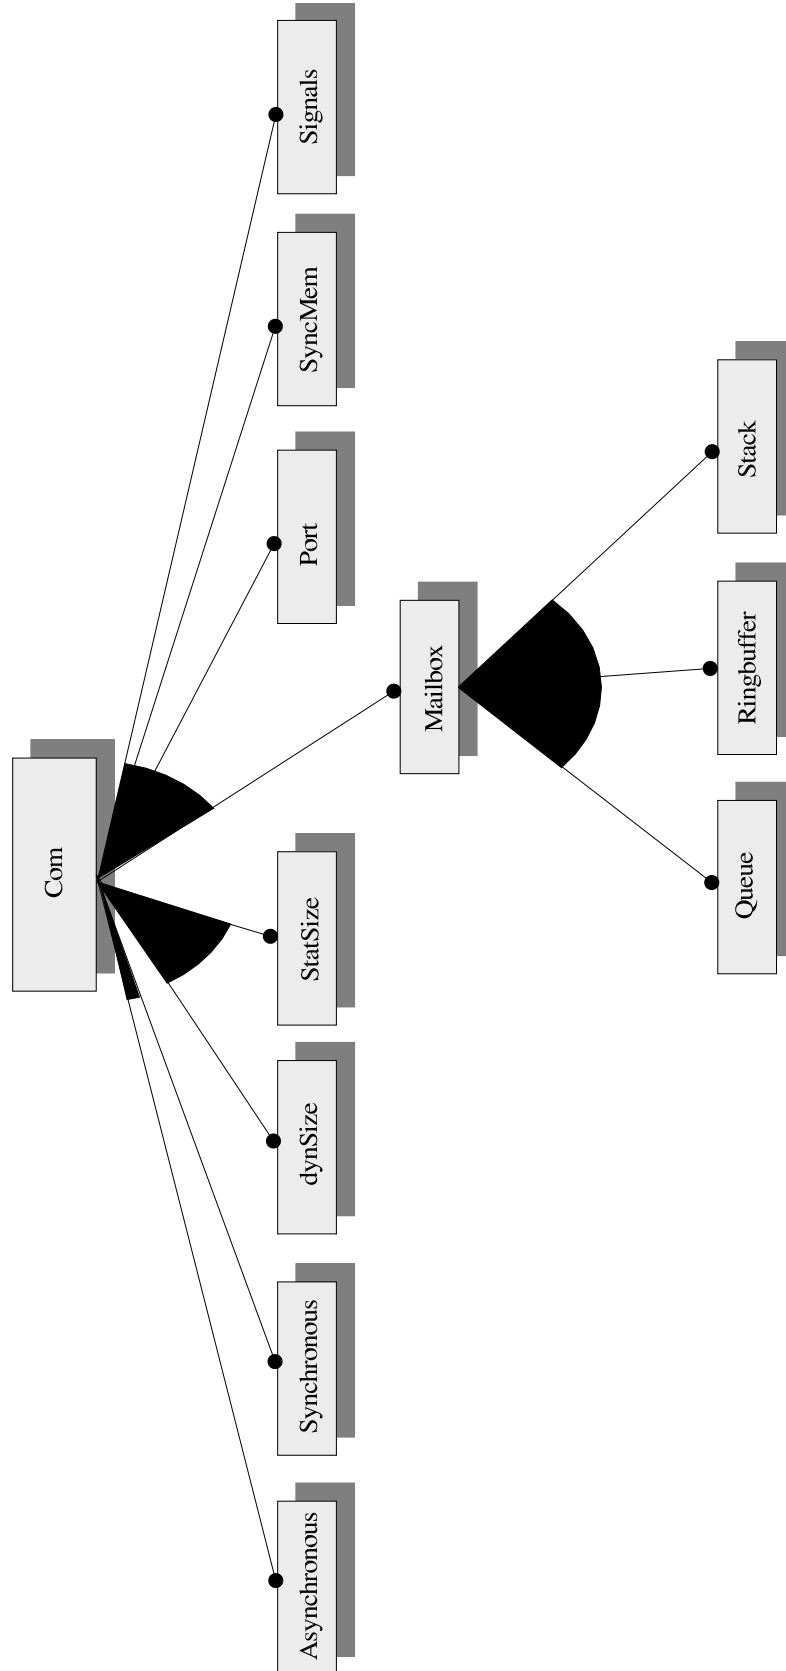 Com
Asynchronous
Synchronous
dynSize
StatSize
Mailbox
Port
SyncMem
Signals
Queue
Ringbuffer
Stack